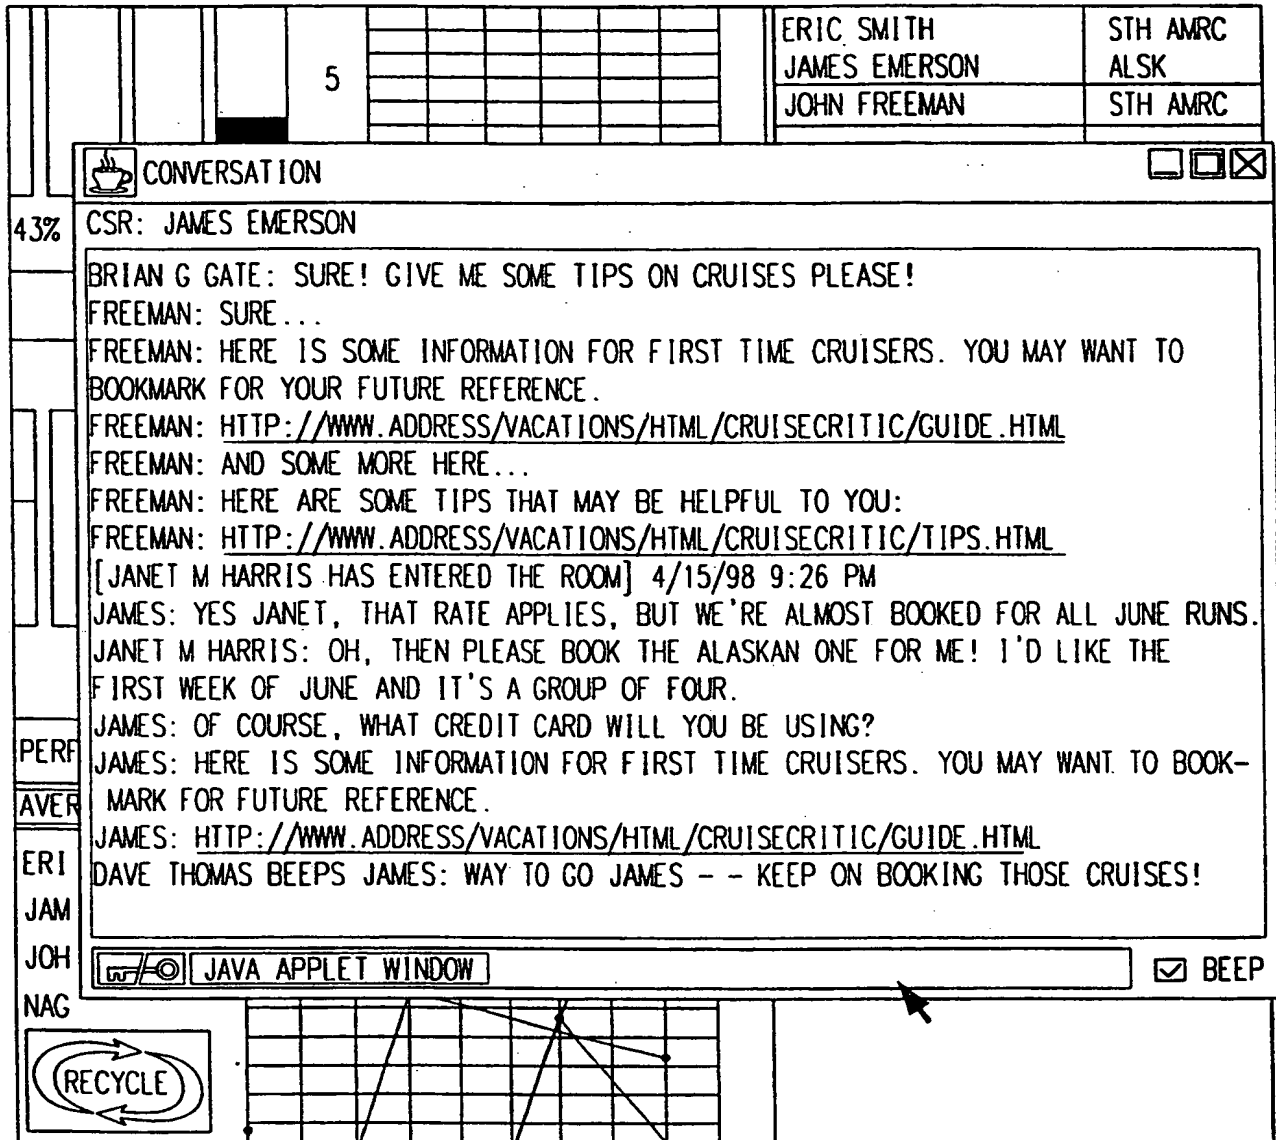 ERIC SMITH STH AMRC
JAMES EMERSON ALSK
5
JOHN FREEMAN STH AMRC
CONVERSATION
43%
CSR: JAMES EMERSON
BRIAN G GATE: SURE! GIVE ME SOME TIPS ON CRUISES PLEASE!
FREEMAN: SURE...
FREEMAN: HERE IS SOME INFORMATION FOR FIRST TIME CRUISERS. YOU MAY WANT TO
BOOKMARK FOR YOUR FUTURE REFERENCE.
FREEMAN: HTTP://WWW.ADDRESS/VACATIONS/HTML/CRUISECRITIC/GUIDE.HTML
FREEMAN: AND SOME MORE HERE...
FREEMAN: HERE ARE SOME TIPS THAT MAY BE HELPFUL TO YOU:
FREEMAN: HTTP://WWW.ADDRESS/VACATIONS/HTML/CRUISECRITIC/TIPS.HTML
[JANET M HARRIS HAS ENTERED THE ROOM] 4/15/98 9:26 PM
JAMES: YES JANET, THAT RATE APPLIES, BUT WE'RE ALMOST BOOKED FOR ALL JUNE RUNS.
JANET M HARRIS: OH, THEN PLEASE BOOK THE ALASKAN ONE FOR ME! I'D LIKE THE
FIRST WEEK OF JUNE AND IT'S A GROUP OF FOUR.
JAMES: OF COURSE, WHAT CREDIT CARD WILL YOU BE USING?
PERF
JAMES: HERE IS SOME INFORMATION FOR FIRST TIME CRUISERS. YOU MAY WANT TO BOOK-
AVER
MARK FOR FUTURE REFERENCE.
JAMES: HTTP://WWW.ADDRESS/VACATIONS/HTML/CRUISECRITIC/GUIDE.HTML
ERI
DAVE THOMAS BEEPS JAMES: WAY TO GO JAMES - - KEEP ON BOOKING THOSE CRUISES!
JAM
JOH
JAVA APPLET WINDOW
BEEP
NAG
RECYCLE